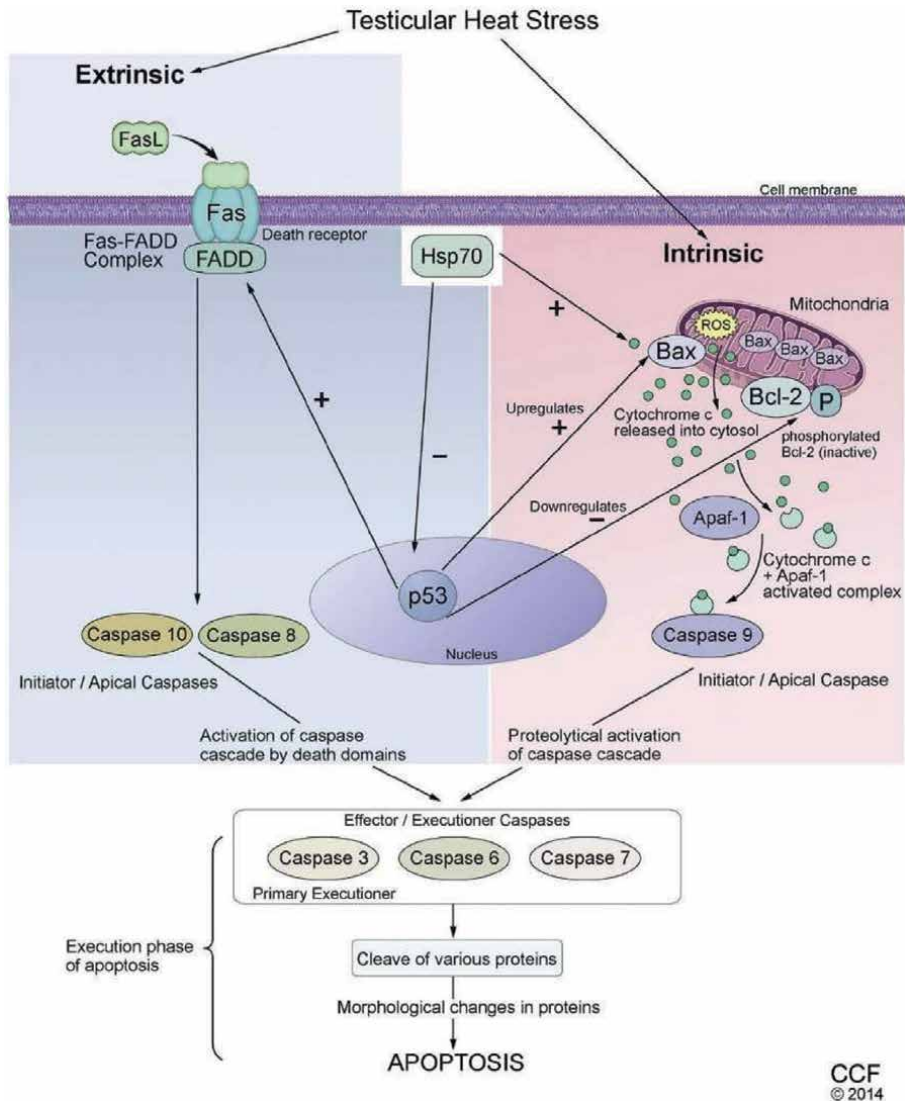 Testicular Heat Stress
Extrinsic
FasL
Cell membrane
Fas
Death receptor
Fas-FADD
Complex
FADD
Hsp70
Intrinsic
Mitochondria
ROS
+
Bax
Bax
Bax
Bax
Bcl-2
P
Cytochrome c
released into cytosol
phosphorylated
Bcl-2 (inactive)
+
Upregulates
+
–
Downregulates
–
Apaf-1
Cytochrome c
+ Apaf-1
activated complex
p53
Nucleus
Caspase 10
Caspase 8
Caspase 9
Initiator / Apical Caspases
Initiator / Apical Caspase
Activation of caspase
cascade by death domains
Proteolytical activation
of caspase cascade
Effector / Executioner Caspases
Caspase 3
Caspase 6
Caspase 7
Primary Executioner
Execution phase
of apoptosis
Cleave of various proteins
Morphological changes in proteins
APOPTOSIS
CCF
© 2014